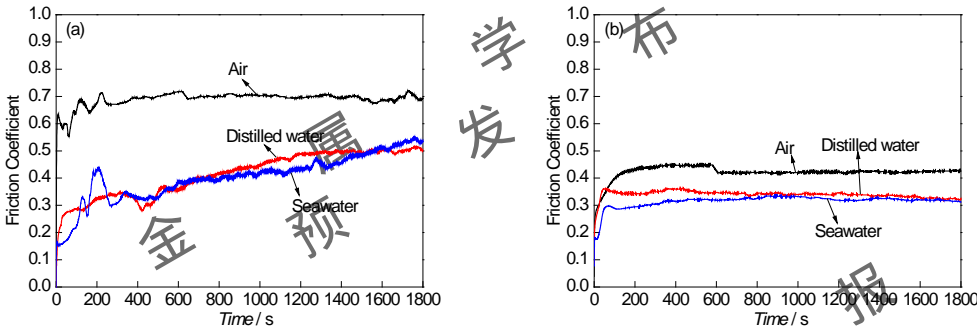 (a)
Friction Coefficient
1.0
0.9
0.8
0.7
0.6
0.5
0.4
0.3
0.2
0.1
0.0
Air
Distilled water
Seawater
0 200 400 600 800 1000 1200 1400 1600 1800
Time / s
(b)
Friction Coefficient
1.0
0.9
0.8
0.7
0.6
0.5
0.4
0.3
0.2
0.1
0.0
Air
Distilled water
Seawater
0 200 400 600 800 1000 1200 1400 1600 1800
Time / s
金属学报
预发布